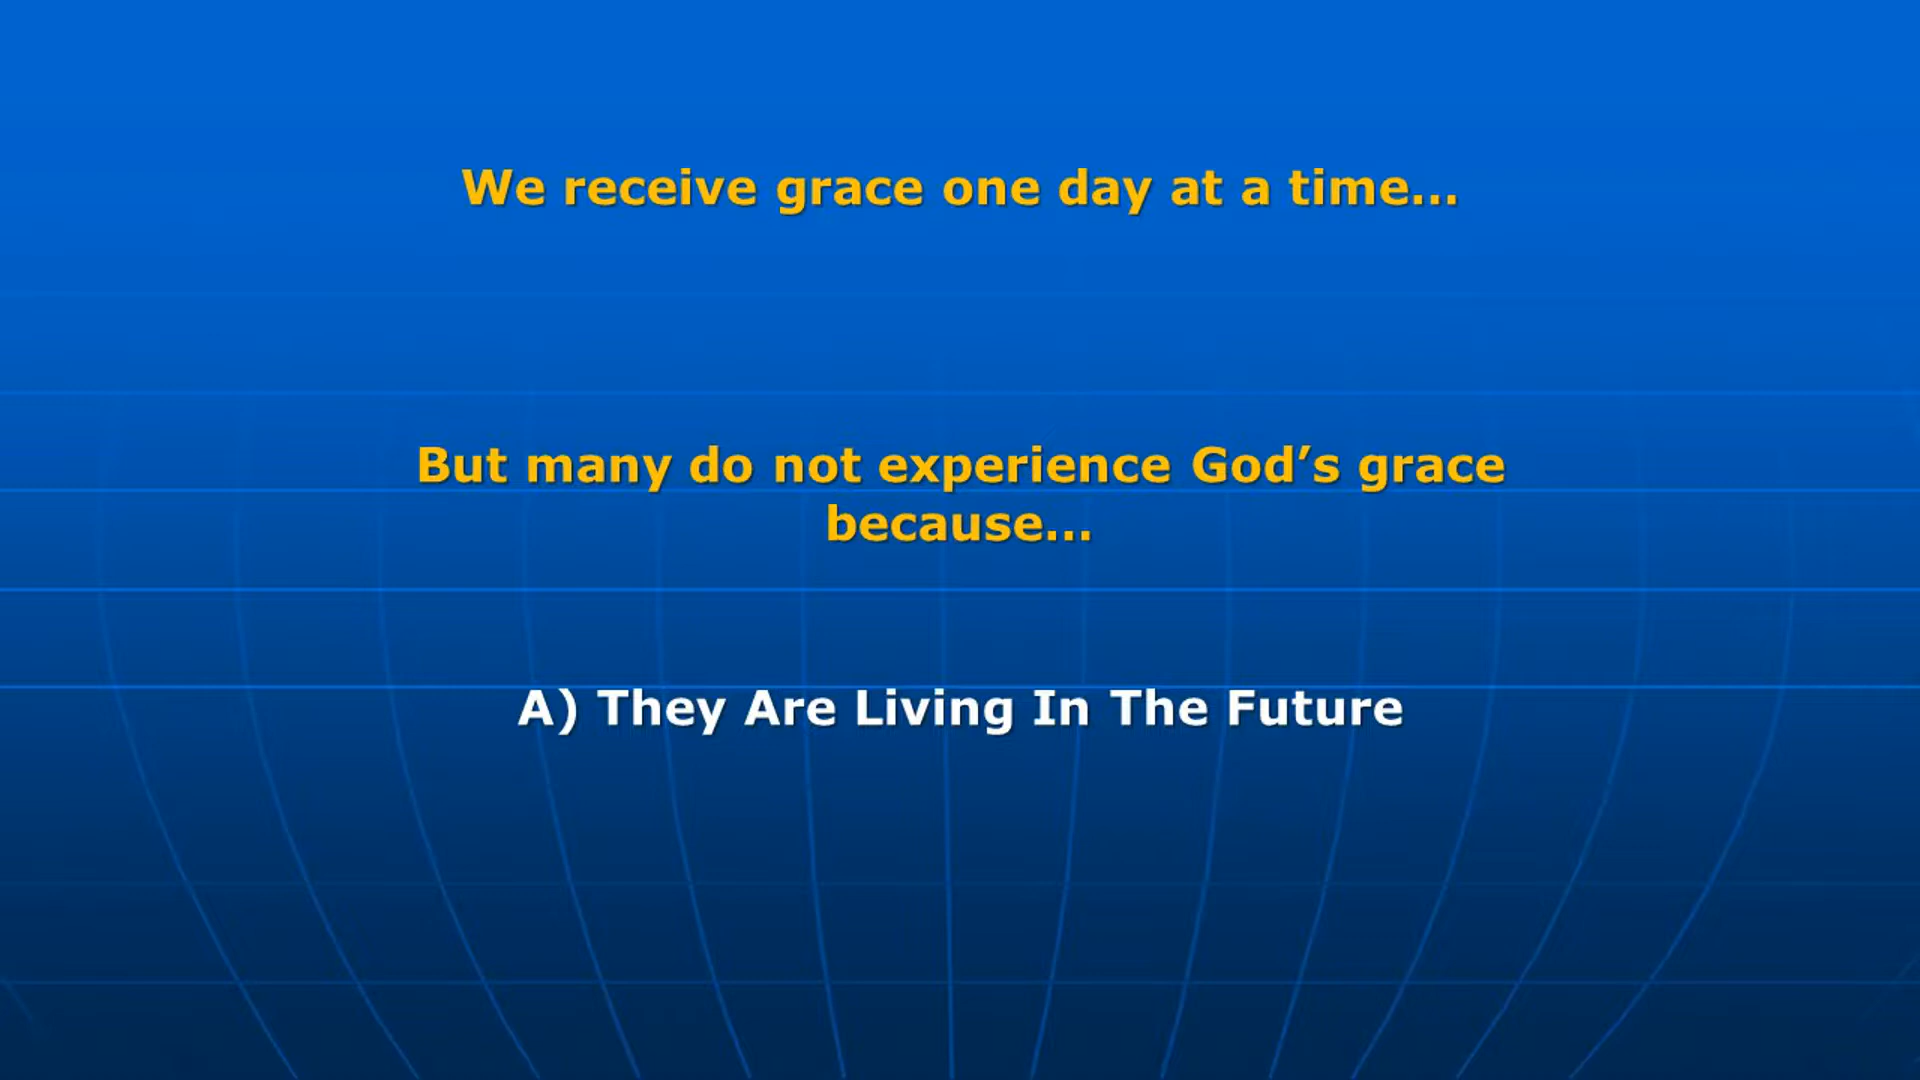 We receive grace one day at a time…
But many do not experience God’s grace
because…
A) They Are Living In The Future